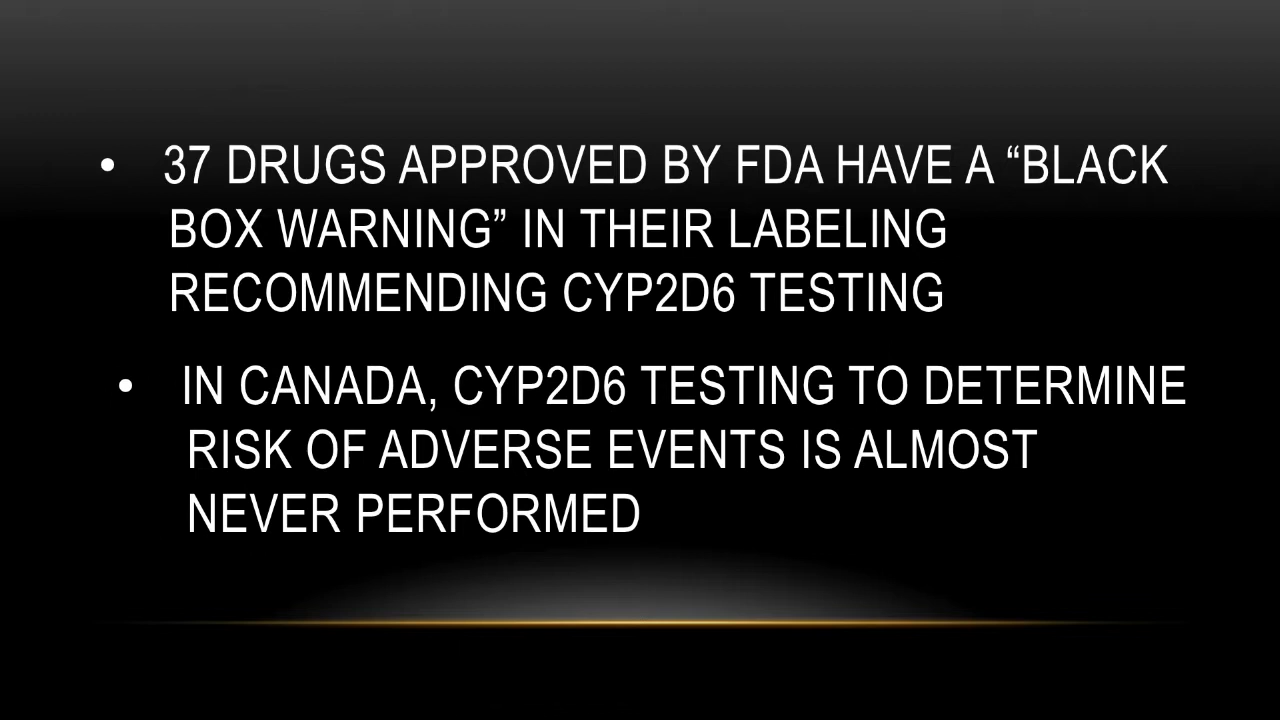 • 37 DRUGS APPROVED BY FDA HAVE A “BLACK
BOX WARNING” IN THEIR LABELING
RECOMMENDING CYP2D6 TESTING
• IN CANADA, CYP2D6 TESTING TO DETERMINE
RISK OF ADVERSE EVENTS IS ALMOST
NEVER PERFORMED